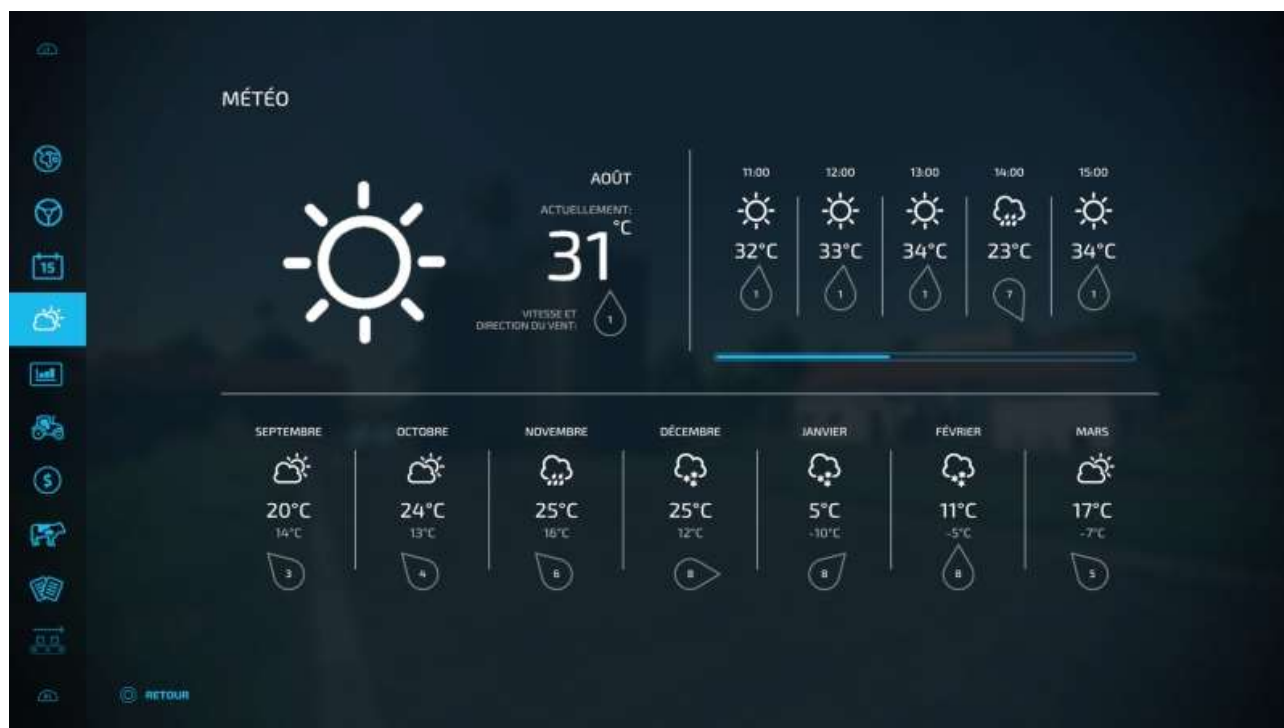 MÉTÉO
AOÛT
ACTUELLEMENT:
31°C
VITESSE ET
DIRECTION DU VENT:
1
11:00 12:00 13:00 14:00 15:00
32°C 33°C 34°C 23°C 34°C
1 1 1 7 1
15
SEPTEMBRE OCTOBRE NOVEMBRE DÉCEMBRE JANVIER FÉVRIER MARS
20°C 24°C 25°C 25°C 5°C 11°C 17°C
14°C 13°C 16°C 12°C -10°C -5°C -7°C
3 4 6 8 8 8 5
$
RETOUR